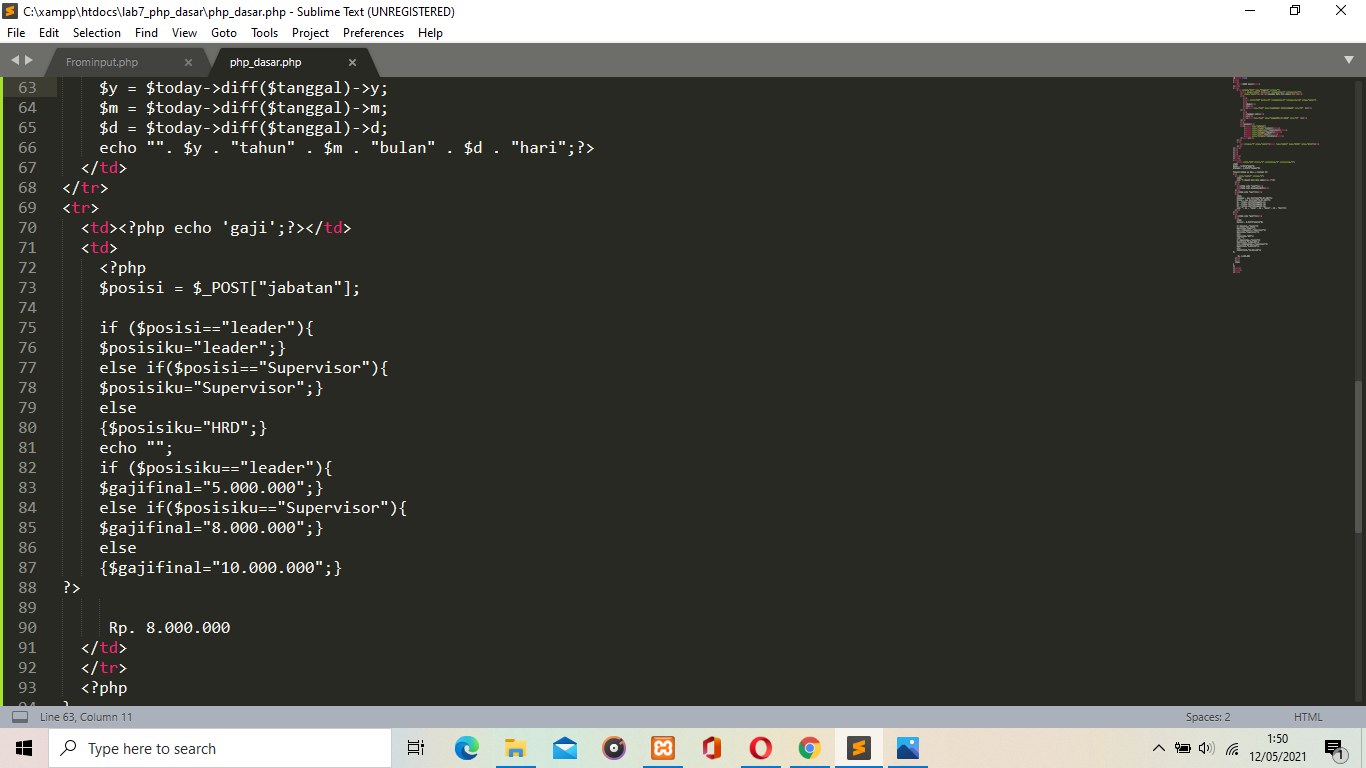 C:\xampp\htdocs\lab7_php_dasar\php_dasar.php - Sublime Text (UNREGISTERED)
File Edit Selection Find View Goto Tools Project Preferences Help
Frominput.php × php_dasar.php ×
63 $y = $today->diff($tanggal)->y;
64 $m = $today->diff($tanggal)->m;
65 $d = $today->diff($tanggal)->d;
66 echo "". $y . "tahun" . $m . "bulan" . $d . "hari";?>
67 </td>
68 </tr>
69 <tr>
70 <td><?php echo 'gaji';?></td>
71 <td>
72 <?php
73 $posisi = $_POST["jabatan"];
74
75 if ($posisi=="leader"){
76 $posisiku="leader";}
77 else if($posisi=="Supervisor"){
78 $posisiku="Supervisor";}
79 else
80 {$posisiku="HRD";}
81 echo "";
82 if ($posisiku=="leader"){
83 $gajifinal="5.000.000";}
84 else if($posisiku=="Supervisor"){
85 $gajifinal="8.000.000";}
86 else
87 {$gajifinal="10.000.000";}
88 ?>
89
90 Rp. 8.000.000
91 </td>
92 </tr>
93 <?php
Line 63, Column 11 Spaces: 2 HTML
Type here to search
1:50
12/05/2021
1